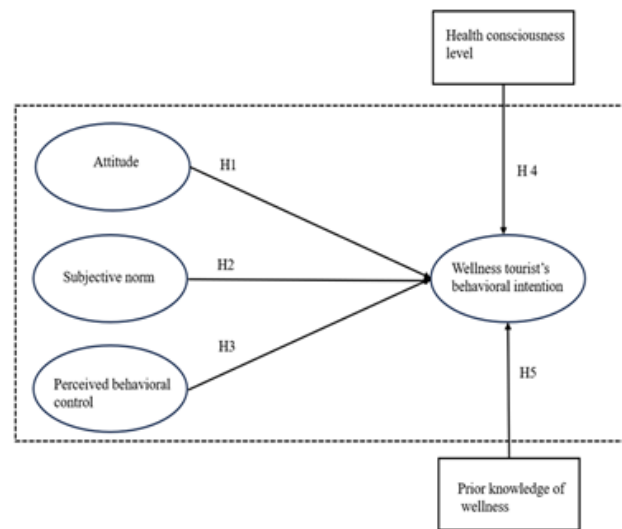 Health consciousness
level
Attitude
H1
H 4
Subjective norm
H2
Wellness tourist's
behavioral intention
H3
Perceived behavioral
control
H5
Prior knowledge of
wellness